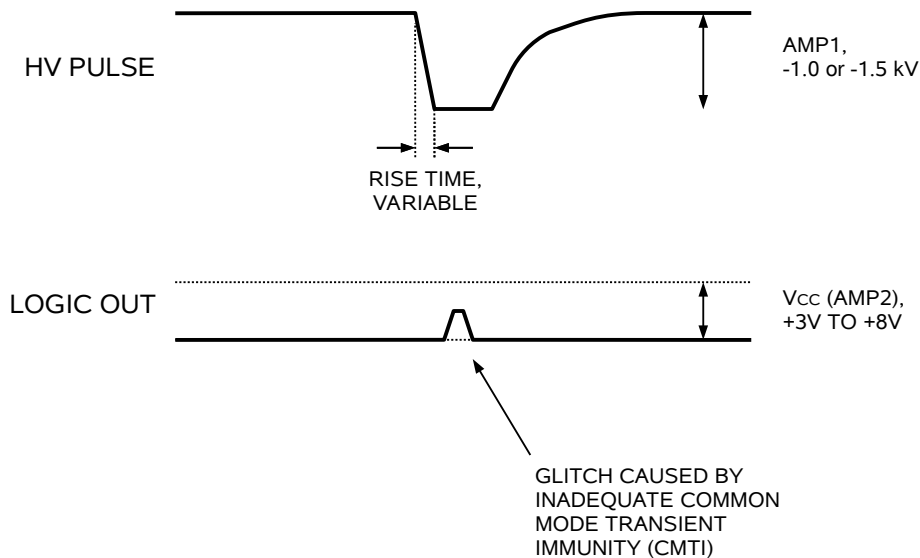 AMP1,
-1.0 or -1.5 kV
HV PULSE
RISE TIME,
VARIABLE
LOGIC OUT
VCC (AMP2),
+3V TO +8V
GLITCH CAUSED BY
INADEQUATE COMMON
MODE TRANSIENT
IMMUNITY (CMTI)